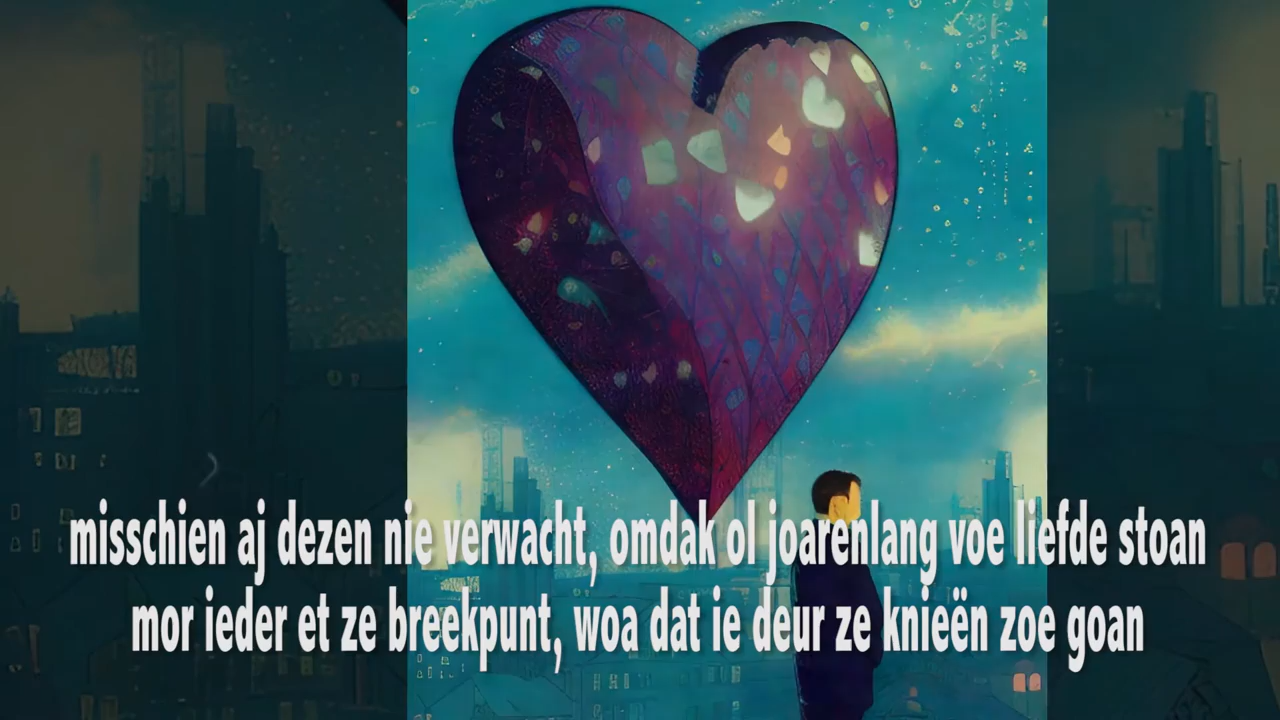 misschien aj dezen nie verwacht, omdak ol joarenlang voe liefde stoan
mor ieder et ze breekpunt, woa dat ie deur ze knieën zoe goan